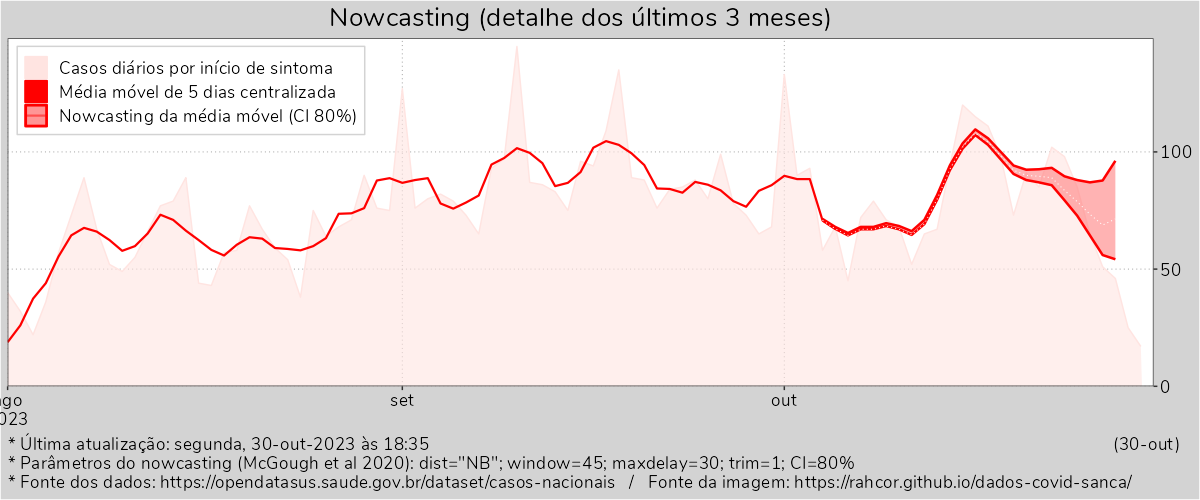 Nowcasting (detalhe dos últimos 3 meses)
Casos diários por início de sintoma
Média móvel de 5 dias centralizada
Nowcasting da média móvel (CI 80%)
100
50
0
ago
set
out
2023
* Última atualização: segunda, 30-out-2023 às 18:35
(30-out)
* Parâmetros do nowcasting (McGough et al 2020): dist="NB"; window=45; maxdelay=30; trim=1; CI=80%
* Fonte dos dados: https://opendatasus.saude.gov.br/dataset/casos-nacionais / Fonte da imagem: https://rahcor.github.io/dados-covid-sanca/